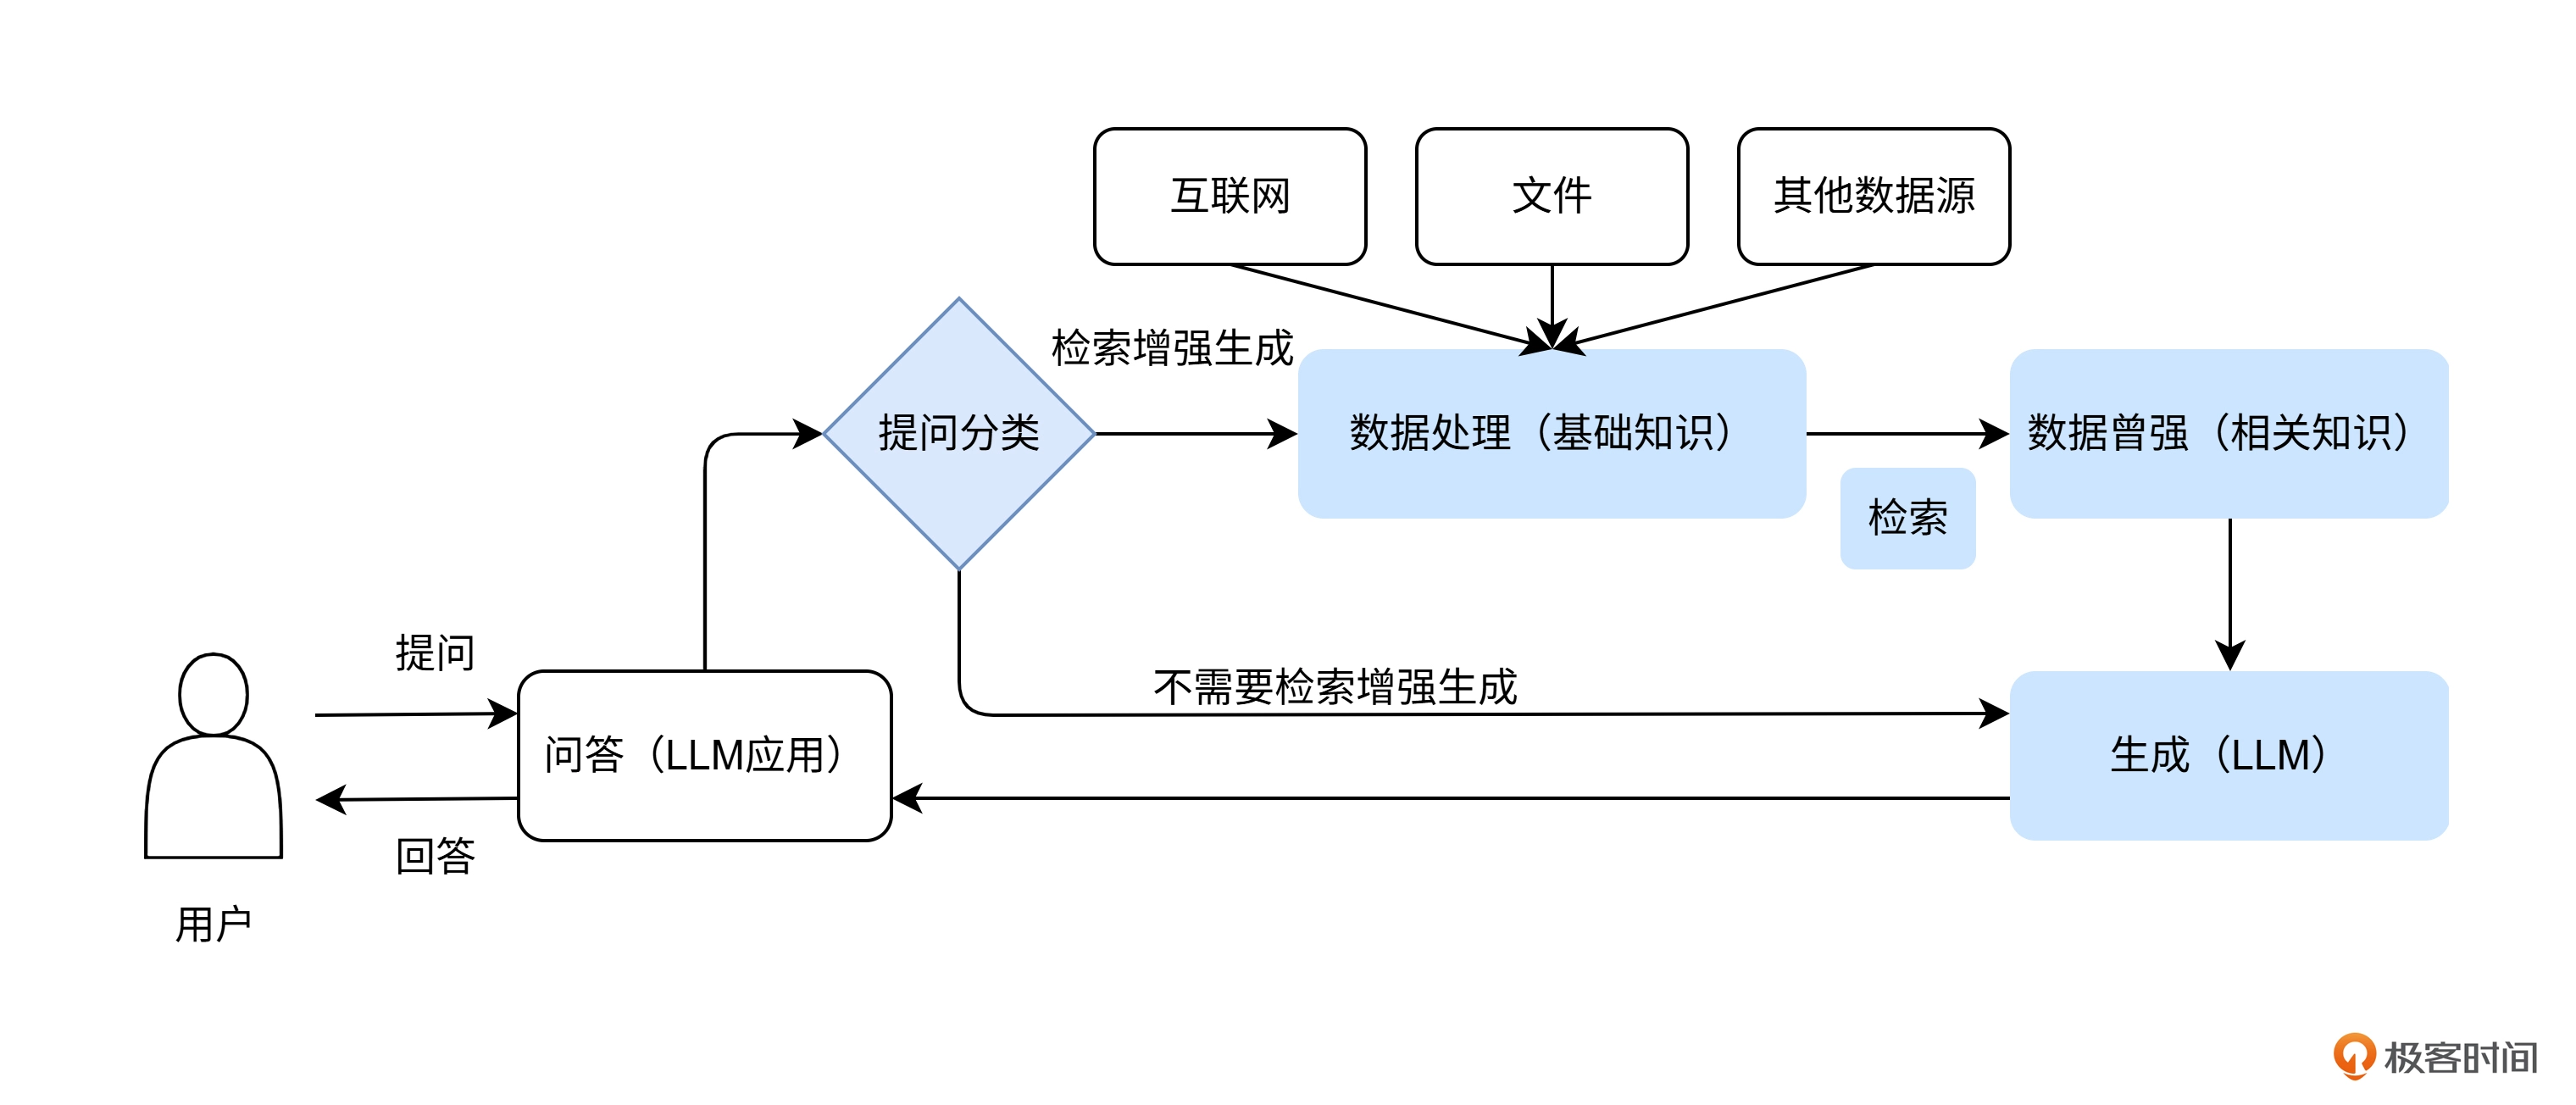 互联网
文件
其他数据源
检索增强生成
提问分类
数据处理（基础知识）
数据曾强（相关知识）
检索
提问
不需要检索增强生成
问答（LLM应用）
生成（LLM）
回答
用户
极客时间